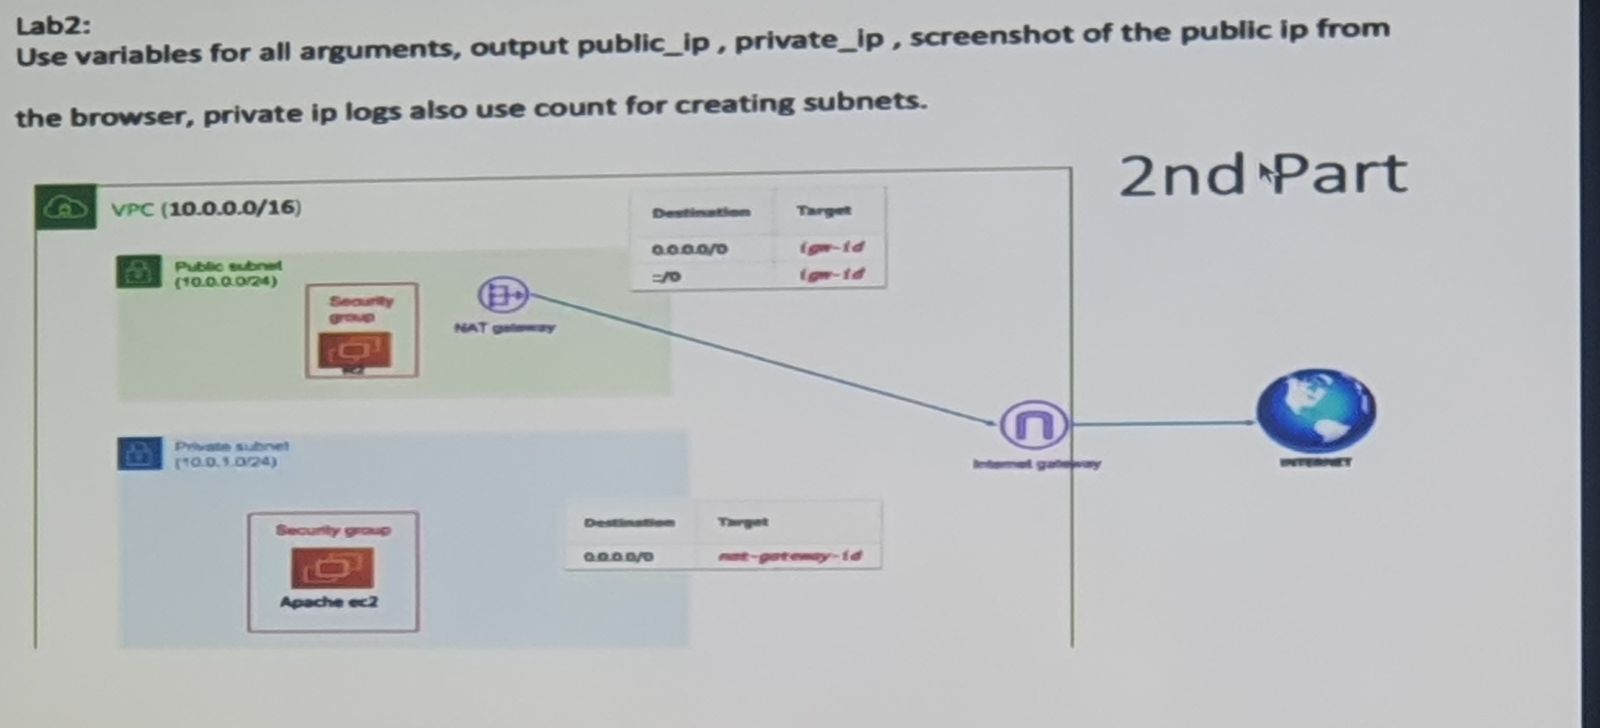 Lab2:
Use variables for all arguments, output public_ip , private_ip , screenshot of the public ip from
the browser, private ip logs also use count for creating subnets.
2nd Part
VPC (10.0.0.0/16)
Destination Target
0.0.0.0/0 igw-id
::/0 igw-id
Public subnet
(10.0.0.0/24)
Security
group
ec2
NAT gateway
Private subnet
(10.0.1.0/24)
Internet gateway
INTERNET
Security group
Apache ec2
Destination Target
0.0.0.0/0 nat-gateway-id